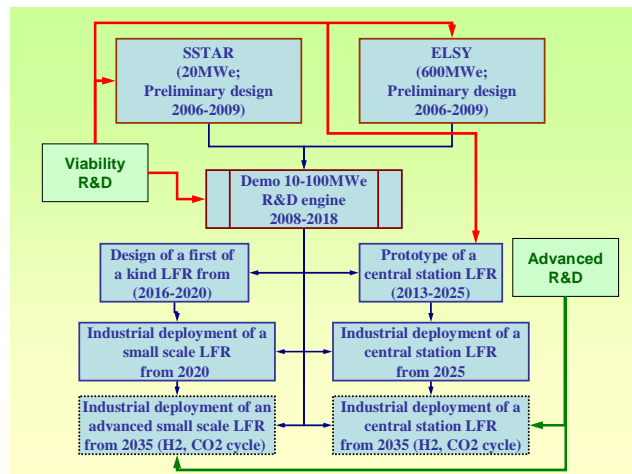 SSTAR
(20MWe;
Preliminary design
2006-2009)
ELSY
(600MWe;
Preliminary design
2006-2009)
Viability
R&D
Demo 10-100MWe
R&D engine
2008-2018
Design of a first of
a kind LFR from
(2016-2020)
Prototype of a
central station LFR
(2013-2025)
Advanced
R&D
Industrial deployment of a
small scale LFR
from 2020
Industrial deployment of a
central station LFR
from 2025
Industrial deployment of an
advanced small scale LFR
from 2035 (H2, CO2 cycle)
Industrial deployment of a
central station LFR
from 2035 (H2, CO2 cycle)